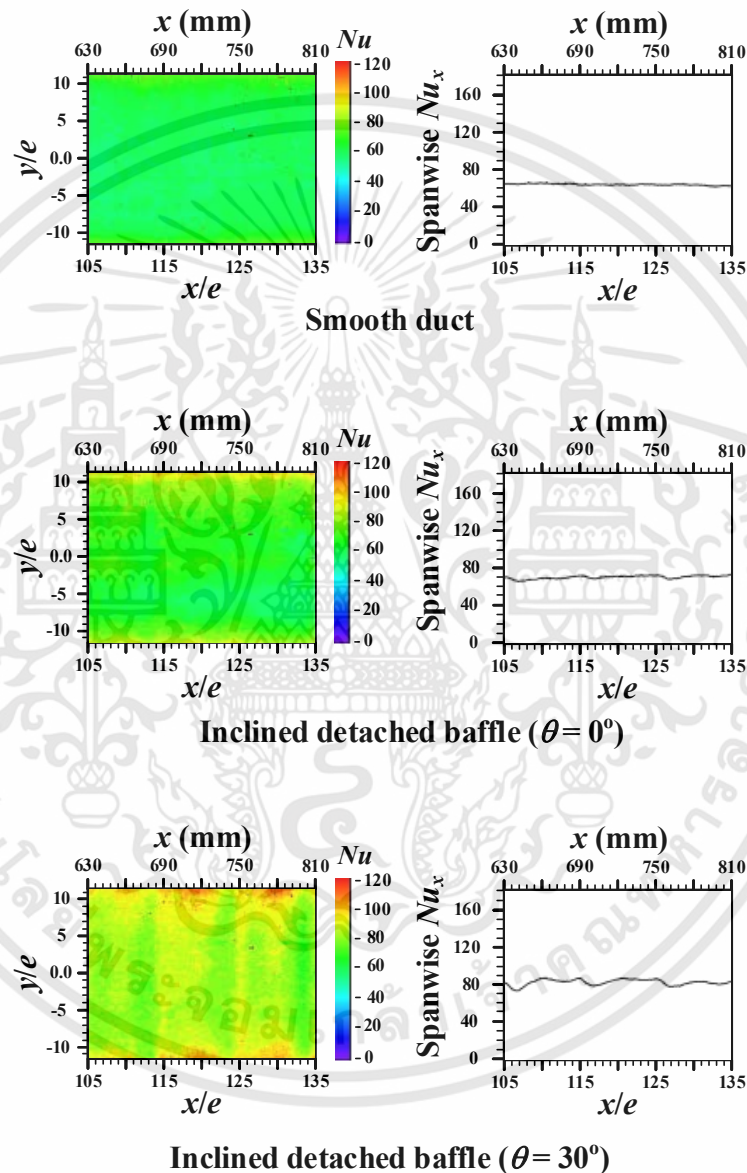 x (mm)
630 690 750 810
Nu
10
5
0.0
-5
-10
y/e
105 115 125 135
x/e
120
100
80
60
40
20
0
x (mm)
630 690 750 810
Spanwise Nuₓ
160
120
80
40
0
105 115 125 135
x/e
Smooth duct
x (mm)
630 690 750 810
Nu
10
5
0.0
-5
-10
y/e
105 115 125 135
x/e
120
100
80
60
40
20
0
x (mm)
630 690 750 810
Spanwise Nuₓ
160
120
80
40
0
105 115 125 135
x/e
Inclined detached baffle (θ = 0°)
x (mm)
630 690 750 810
Nu
10
5
0.0
-5
-10
y/e
105 115 125 135
x/e
120
100
80
60
40
20
0
x (mm)
630 690 750 810
Spanwise Nuₓ
160
120
80
40
0
105 115 125 135
x/e
Inclined detached baffle (θ = 30°)